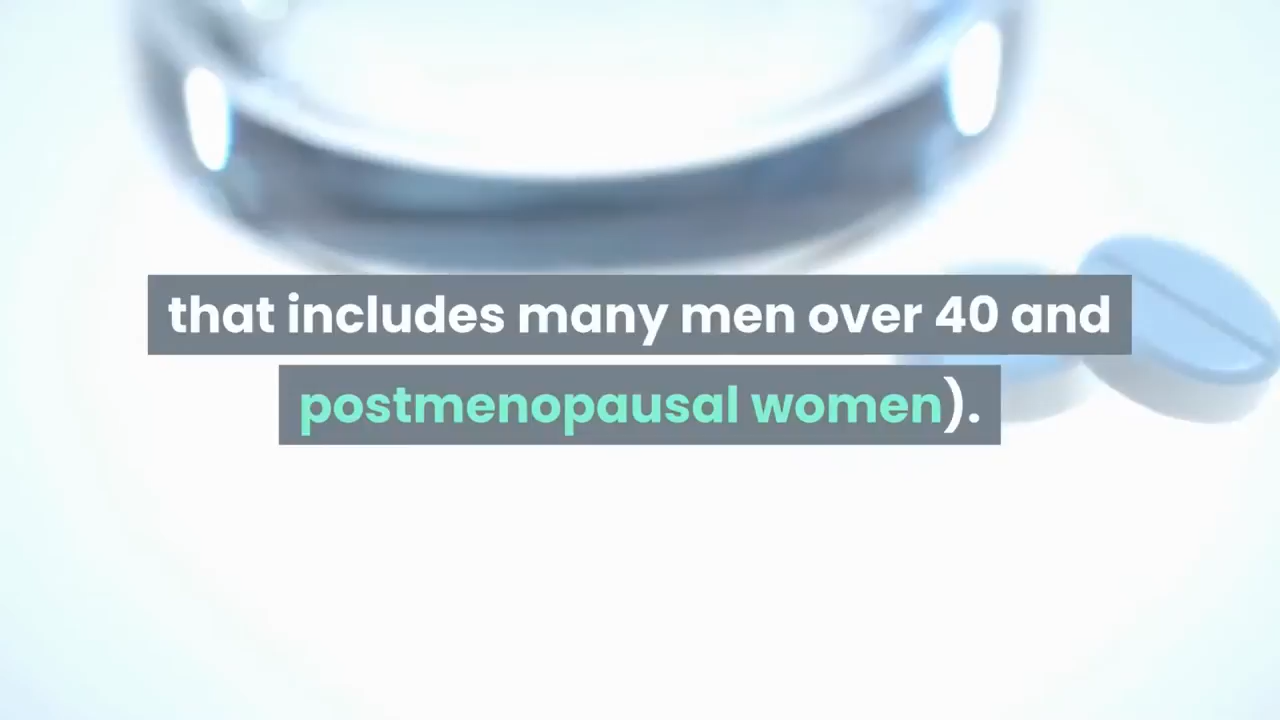 that includes many men over 40 and
postmenopausal women).